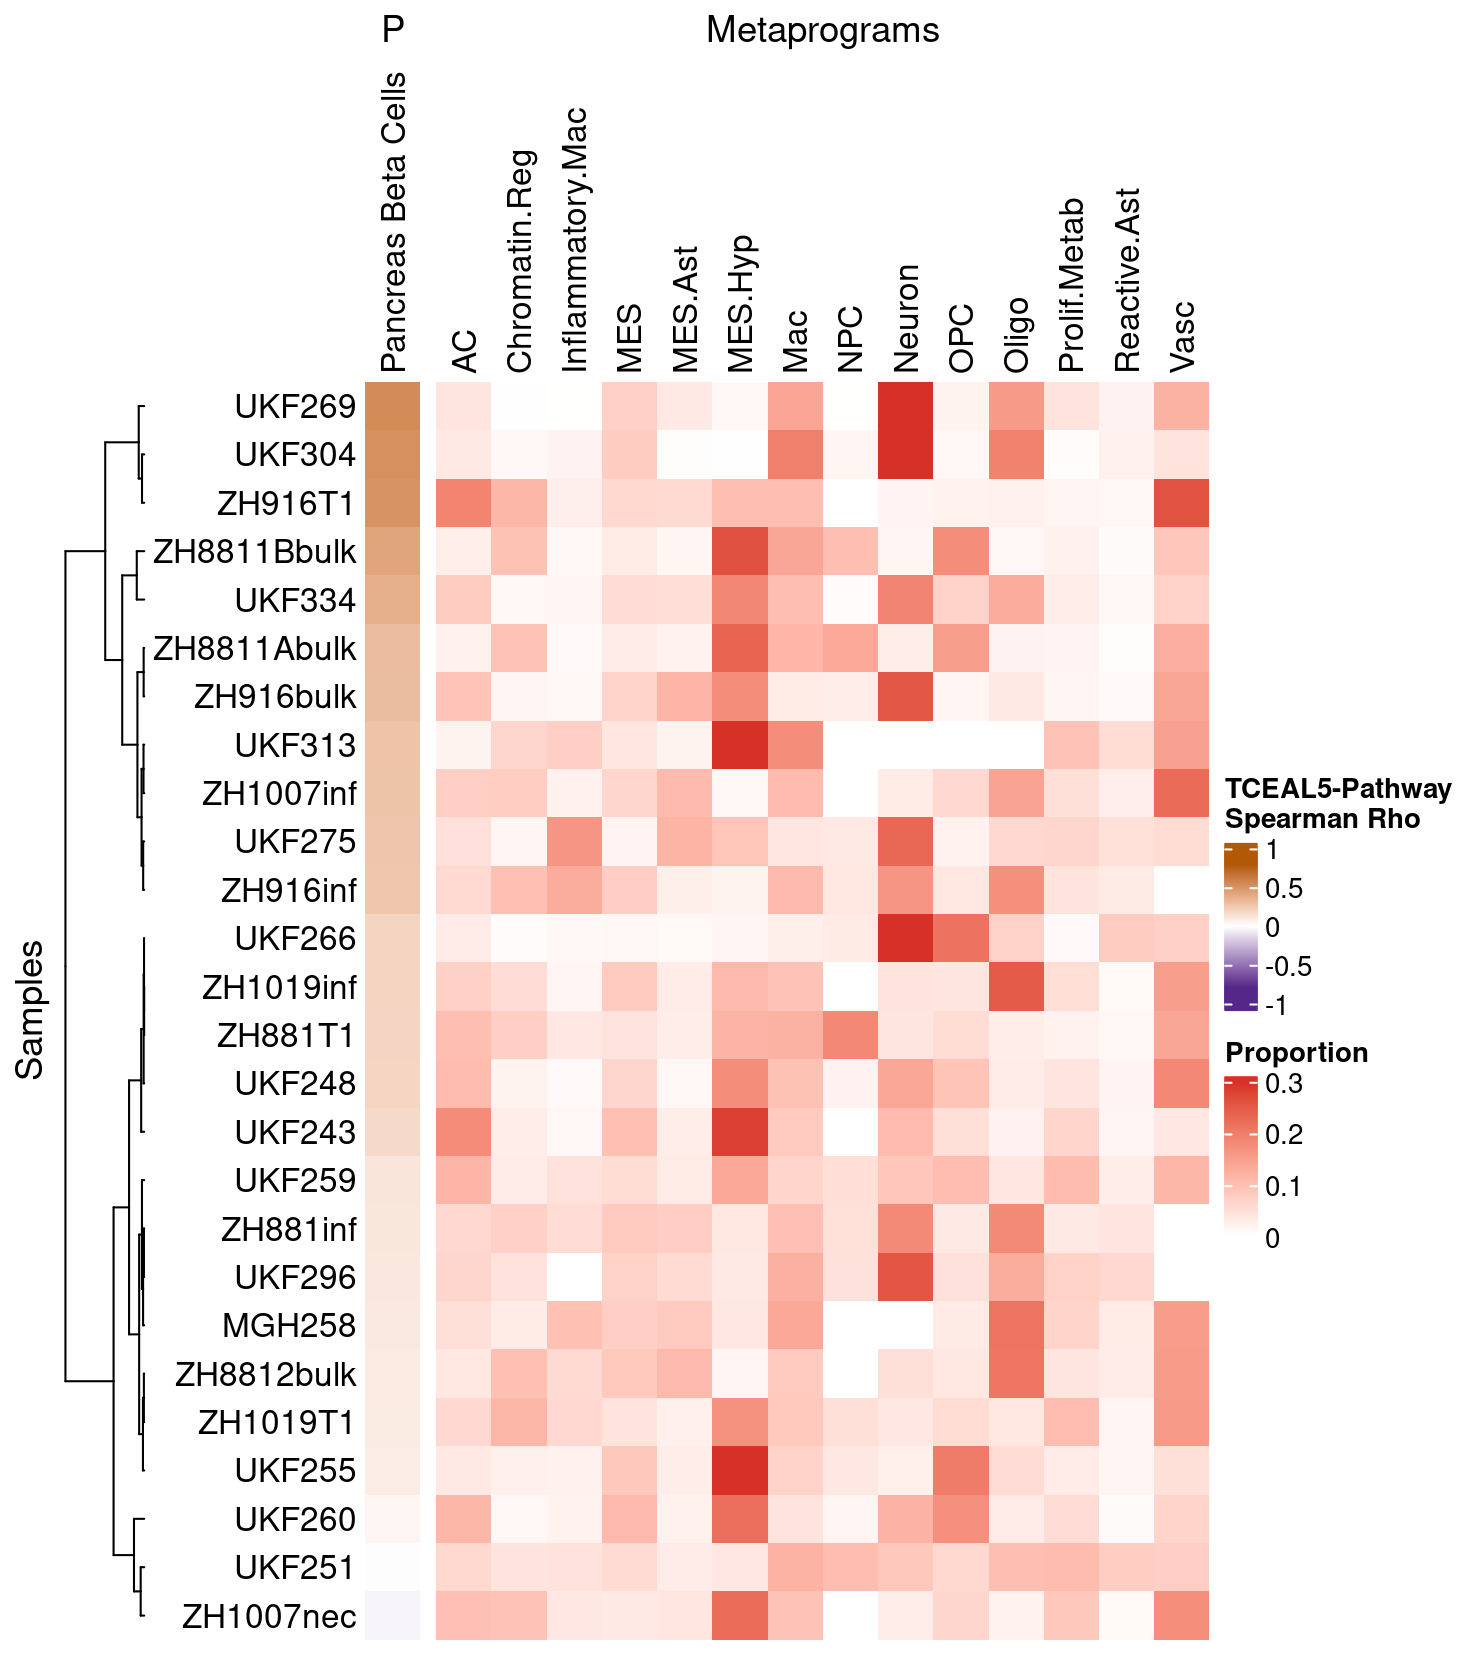 P
Metaprograms
Pancreas Beta Cells
AC
Chromatin.Reg
Inflammatory.Mac
MES
MES.Ast
MES.Hyp
Mac
NPC
Neuron
OPC
Oligo
Prolif.Metab
Reactive.Ast
Vasc
Samples
UKF269
UKF304
ZH916T1
ZH8811Bbulk
UKF334
ZH8811Abulk
ZH916bulk
UKF313
ZH1007inf
UKF275
ZH916inf
UKF266
ZH1019inf
ZH881T1
UKF248
UKF243
UKF259
ZH881inf
UKF296
MGH258
ZH8812bulk
ZH1019T1
UKF255
UKF260
UKF251
ZH1007nec
TCEAL5-Pathway
Spearman Rho
1
0.5
0
-0.5
-1
Proportion
0.3
0.2
0.1
0